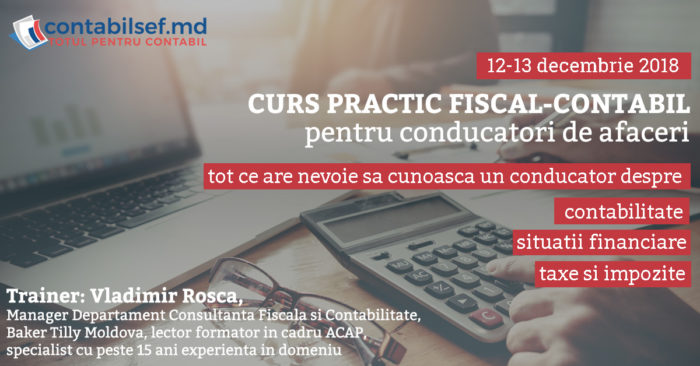 contabilsef.md
TOTUL PENTRU CONTABIL
12-13 decembrie 2018
CURS PRACTIC FISCAL-CONTABIL
pentru conducatori de afaceri
tot ce are nevoie sa cunoasca un conducator despre
contabilitate
situatii financiare
taxe si impozite
Trainer: Vladimir Rosca,
Manager Departament Consultanta Fiscala si Contabilitate,
Baker Tilly Moldova, lector formator in cadru ACAP,
specialist cu peste 15 ani experienta in domeniu